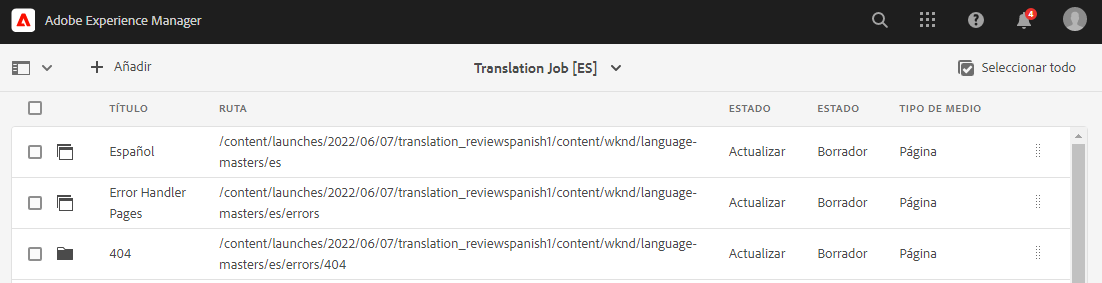 Adobe Experience Manager
4
Añadir
Translation Job [ES]
Seleccionar todo
TÍTULO RUTA ESTADO ESTADO TIPO DE MEDIO
Español /content/launches/2022/06/07/translation_reviewspanish1/content/wknd/language-
masters/es Actualizar Borrador Página
Error Handler
Pages /content/launches/2022/06/07/translation_reviewspanish1/content/wknd/language-
masters/es/errors Actualizar Borrador Página
404 /content/launches/2022/06/07/translation_reviewspanish1/content/wknd/language-
masters/es/errors/404 Actualizar Borrador Página